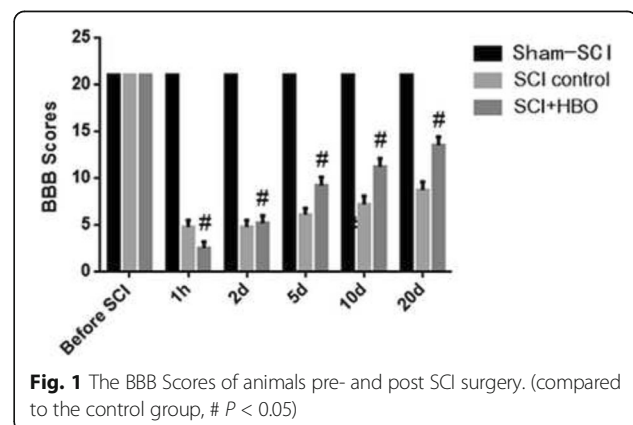 25
20
15
10
5
0
BBB Scores
Sham-SCI
SCI control
SCI+HBO
# # # # #
Before SCI 1h 2d 5d 10d 20d
Fig. 1 The BBB Scores of animals pre- and post SCI surgery. (compared
to the control group, # P < 0.05)